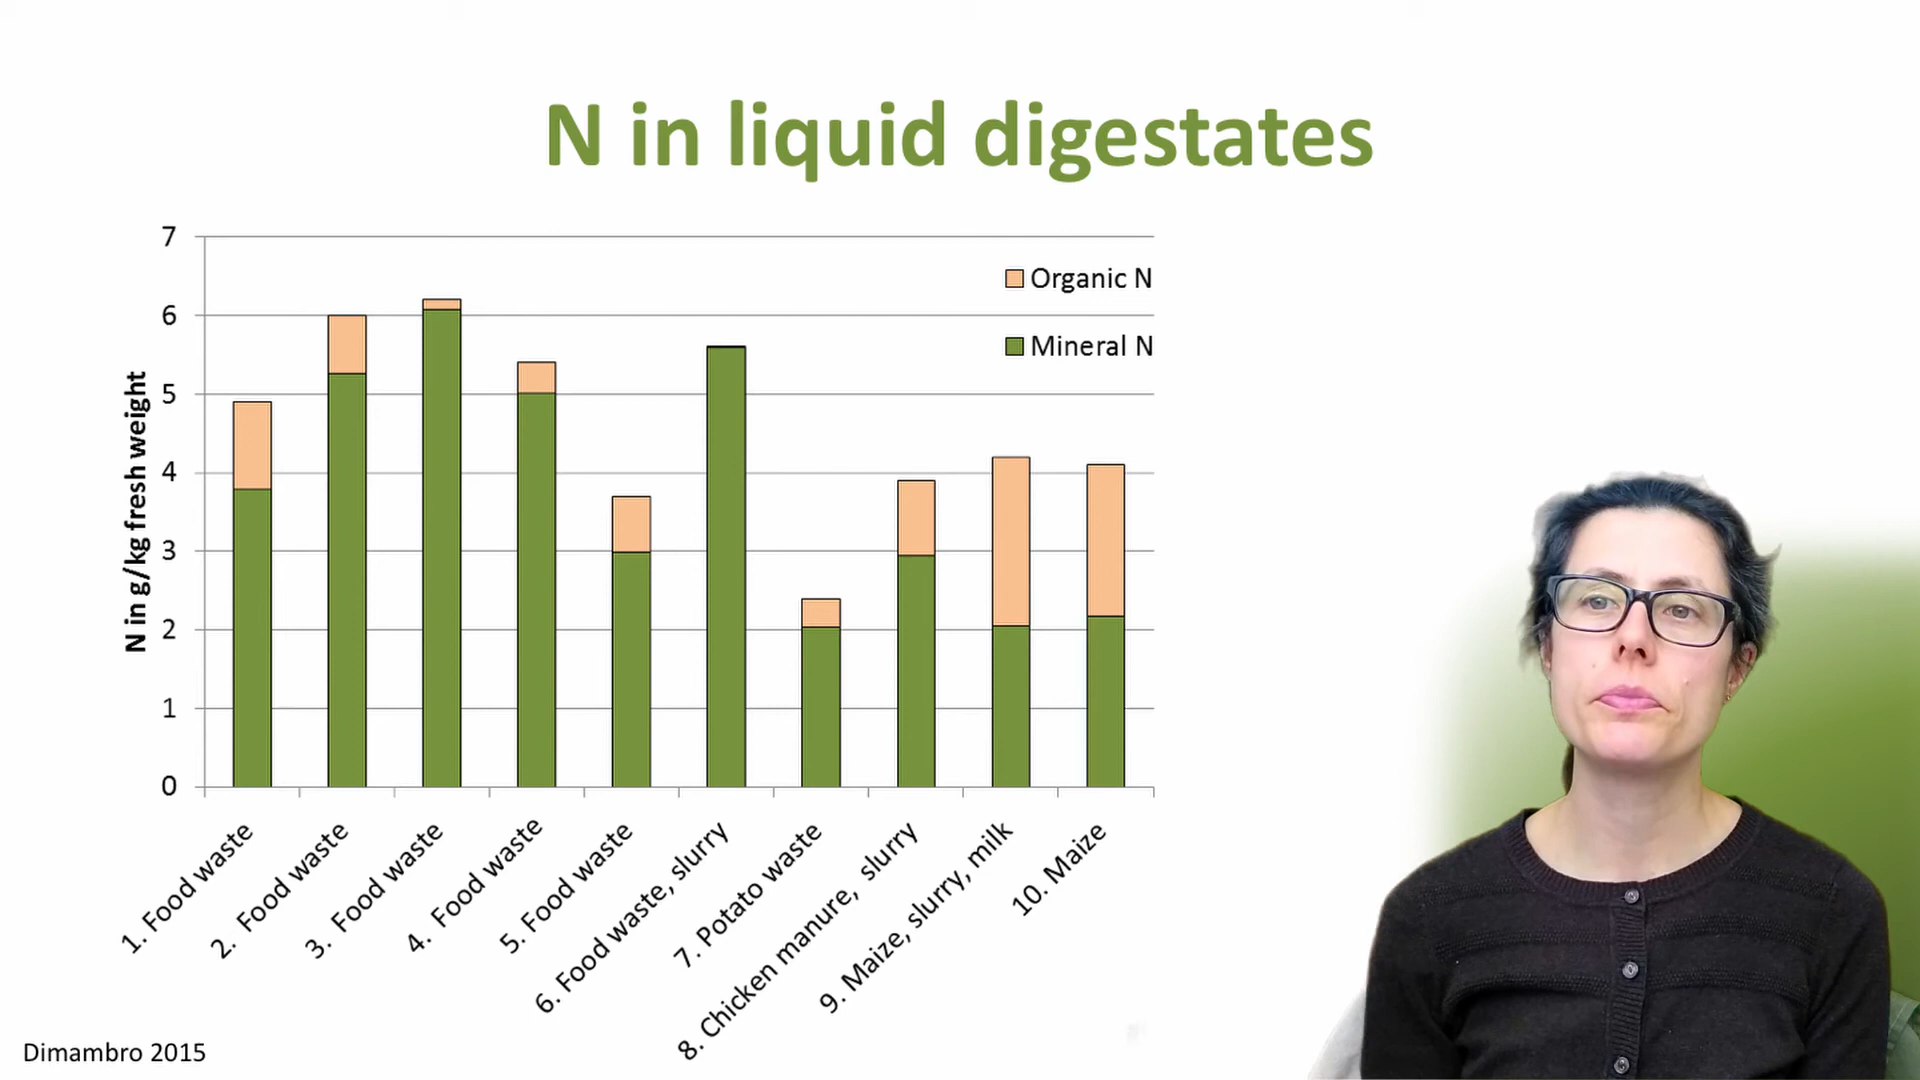 N in liquid digestates
7
6
5
4
3
2
1
0
N in g/kg fresh weight
Organic N
Mineral N
1. Food waste
2. Food waste
3. Food waste
4. Food waste
5. Food waste
6. Food waste, slurry
7. Potato waste
8. Chicken manure, slurry
9. Maize, slurry, milk
10. Maize
Dimambro 2015